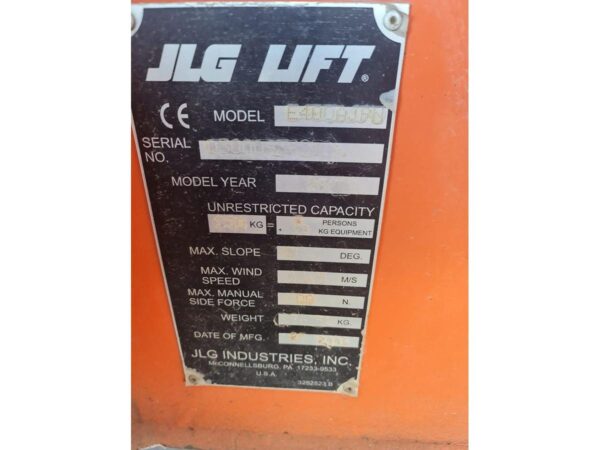 JLG LIFT®
CE MODEL
SERIAL
NO.
MODEL YEAR
UNRESTRICTED CAPACITY
KG = PERSONS
+ KG EQUIPMENT
MAX. SLOPE DEG.
MAX. WIND
SPEED M/S
MAX. MANUAL
SIDE FORCE N.
WEIGHT KG.
DATE OF MFG.
JLG INDUSTRIES, INC.
McCONNELLSBURG, PA 17233-9533
U.S.A.
3252523 B